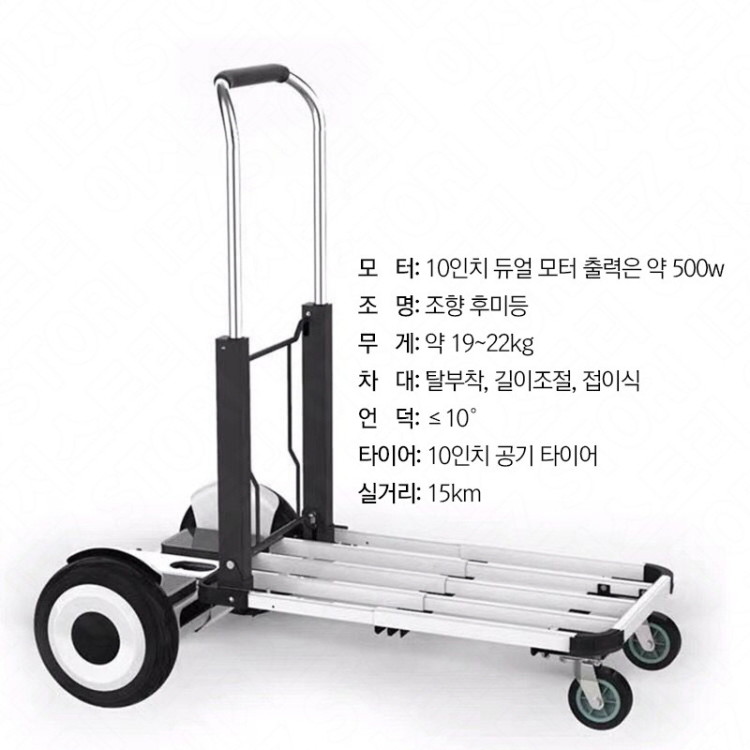 모 터: 10인치 듀얼 모터 출력은 약 500w
조 명: 조향 후미등
무 게: 약 19~22kg
차 대: 탈부착, 길이조절, 접이식
언 덕: ≤10°
타이어: 10인치 공기 타이어
실거리: 15km